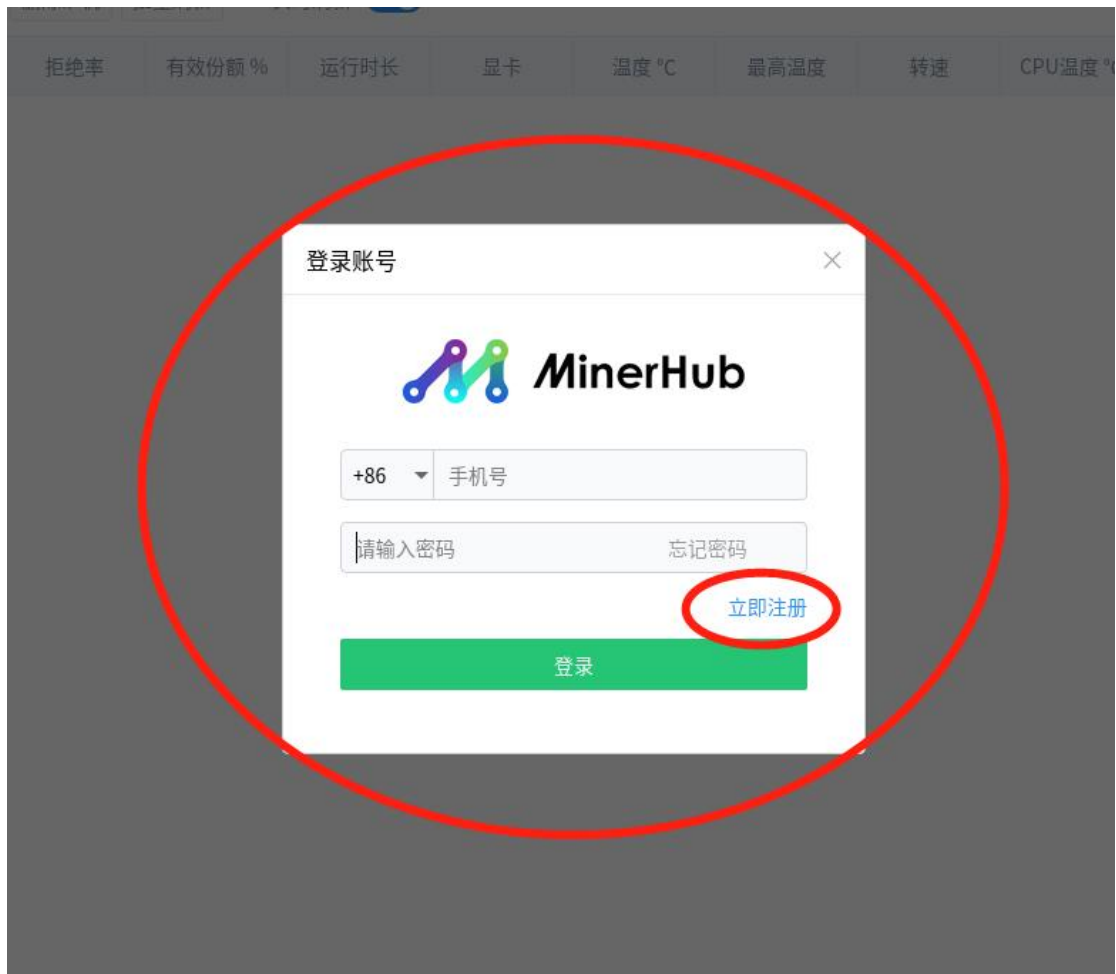 拒绝率 有效份额 % 运行时长 显卡 温度 °C 最高温度 转速 CPU温度 °C
登录账号
MinerHub
+86 手机号
请输入密码 忘记密码
立即注册
登录